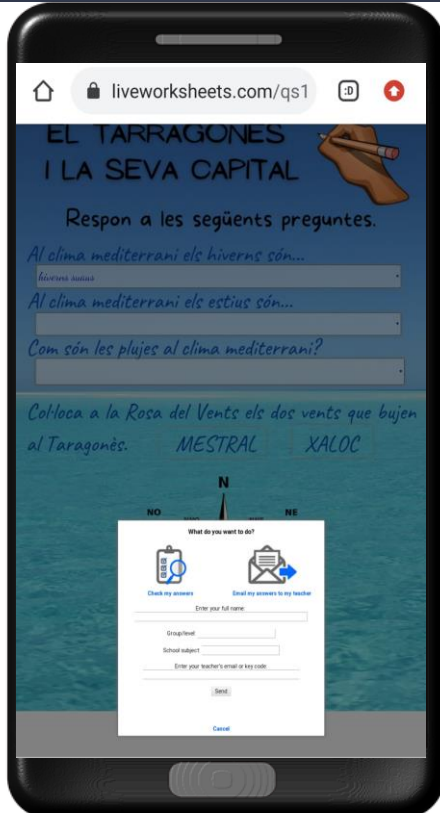 liveworksheets.com/qs1
:D
EL TARRAGONÈS
I LA SEVA CAPITAL
Respon a les següents preguntes.
Al clima mediterrani els hiverns són...
hiverns suaus
Al clima mediterrani els estius són...
Com són les plujes al clima mediterrani?
Col·loca a la Rosa del Vents els dos vents que bufen
al Taragonès. MESTRAL XALOC
N
NO NE
What do you want to do?
Check my answers Email my answers to my teacher
Enter your full name:
Group/level:
School subject:
Enter your teacher's email or key code:
Send
Cancel